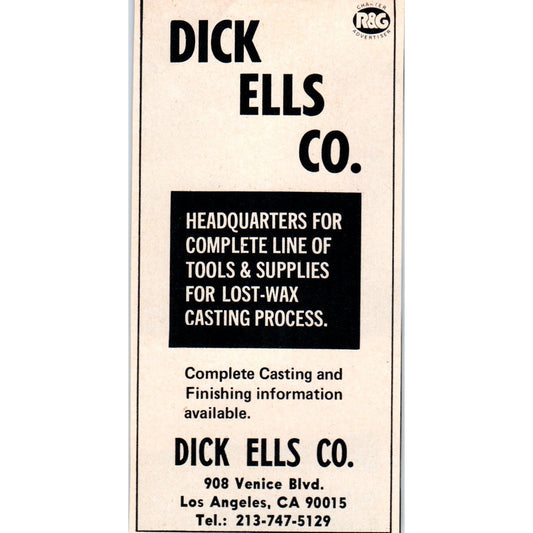 CHARTER
R&G
ADVERTISER
DICK
ELLS
CO.
HEADQUARTERS FOR
COMPLETE LINE OF
TOOLS & SUPPLIES
FOR LOST-WAX
CASTING PROCESS.
Complete Casting and
Finishing information
available.
DICK ELLS CO.
908 Venice Blvd.
Los Angeles, CA 90015
Tel.: 213-747-5129